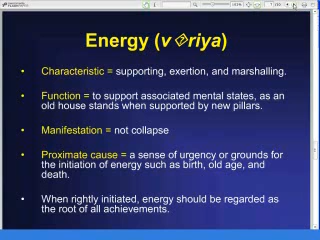 Energy (v�riya)
• Characteristic = supporting, exertion, and marshalling.
• Function = to support associated mental states, as an
old house stands when supported by new pillars.
• Manifestation = not collapse
• Proximate cause = a sense of urgency or grounds for
the initiation of energy such as birth, old age, and
death.
• When rightly initiated, energy should be regarded as
the root of all achievements.